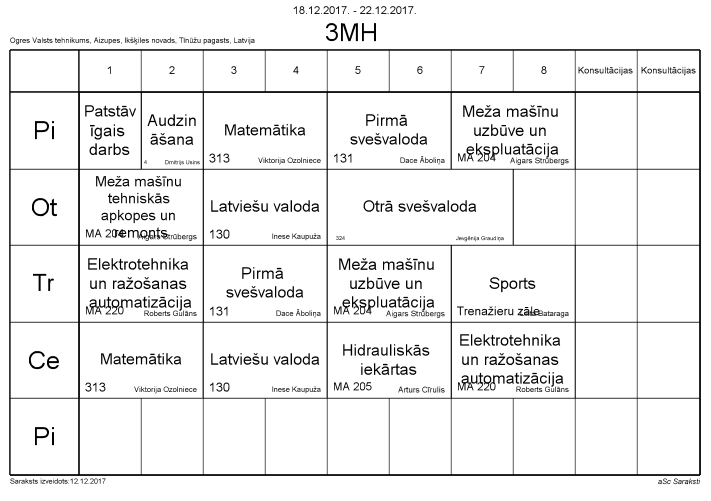 18.12.2017. - 22.12.2017.
Ogres Valsts tehnikums, Aizupes, Ikšķiles novads, Tīnūžu pagasts, Latvija
3MH
1 2 3 4 5 6 7 8 Konsultācijas Konsultācijas
Pi
Patstāv
īgais
darbs
Audzin
āšana
4 Dmitrijs Usins
Matemātika
313 Viktorija Ozolniece
Pirmā
svešvaloda
131 Dace Āboliņa
Meža mašīnu
uzbūve un
ekspluatācija
MA 204 Aigars Strūbergs
Ot
Meža mašīnu
tehniskās
apkopes un
remonts
MA 204 Aigars Strūbergs
Latviešu valoda
130 Inese Kaupuža
Otrā svešvaloda
324 Jevgēnija Graudiņa
Tr
Elektrotehnika
un ražošanas
automatizācija
MA 220 Roberts Gulāns
Pirmā
svešvaloda
131 Dace Āboliņa
Meža mašīnu
uzbūve un
ekspluatācija
MA 204 Aigars Strūbergs
Sports
Trenažieru zāle Bataraga
Ce
Matemātika
313 Viktorija Ozolniece
Latviešu valoda
130 Inese Kaupuža
Hidrauliskās
iekārtas
MA 205 Arturs Cīrulis
Elektrotehnika
un ražošanas
automatizācija
MA 220 Roberts Gulāns
Pi
Saraksts izveidots:12.12.2017
aSc Saraksti